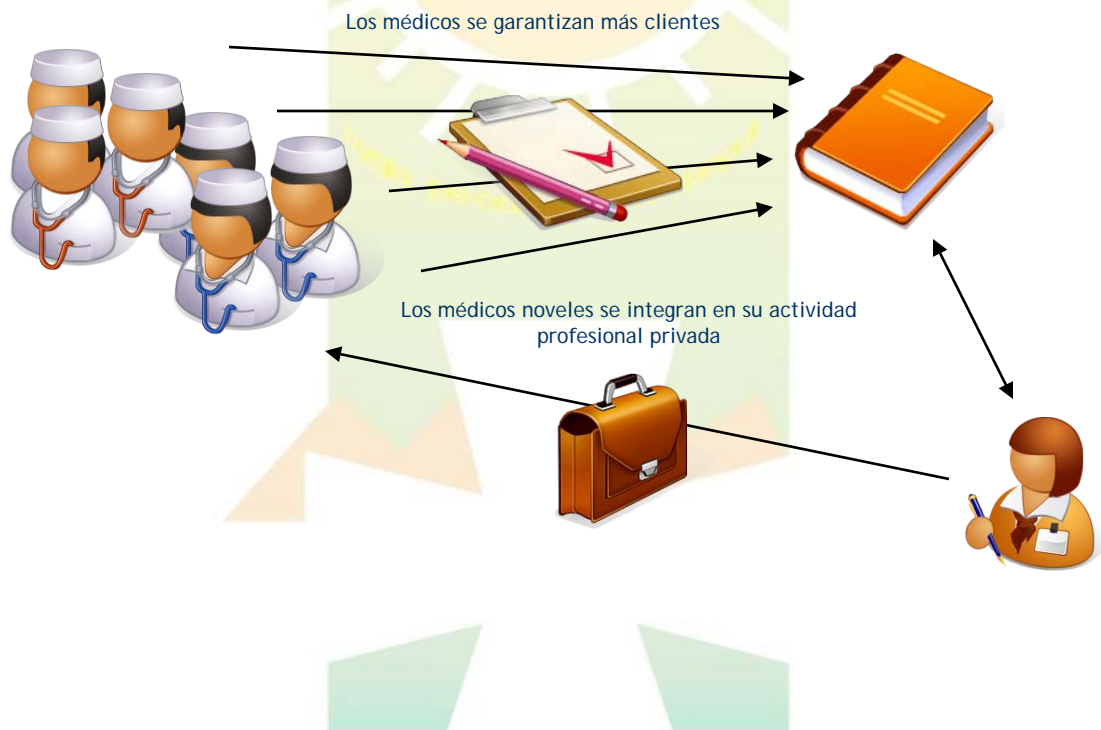 Los médicos se garantizan más clientes
Los médicos noveles se integran en su actividad
profesional privada